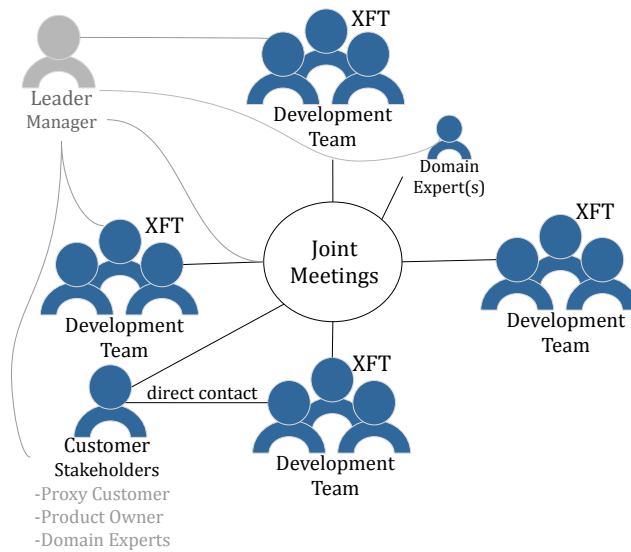 XFT
Leader
Manager
Development
Team
Domain
Expert(s)
XFT
Development
Team
Joint
Meetings
XFT
Development
Team
direct contact
XFT
Development
Team
Customer
Stakeholders
-Proxy Customer
-Product Owner
-Domain Experts